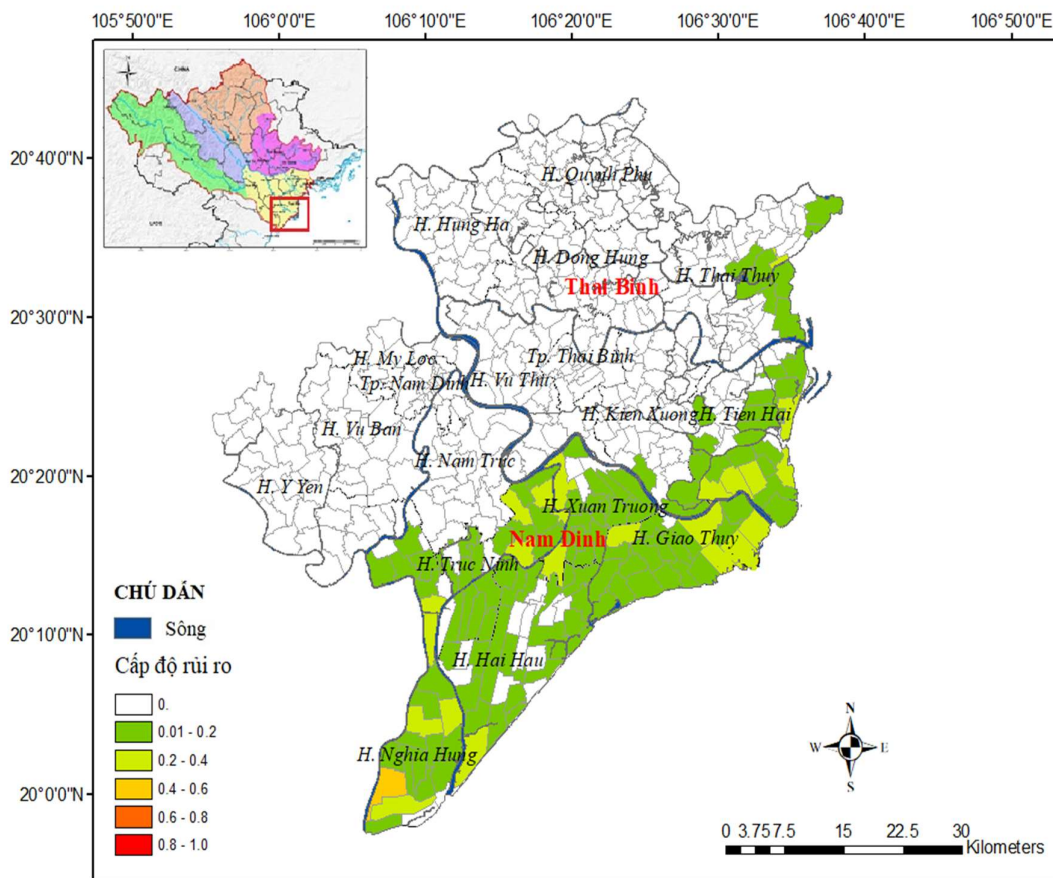 105°50'0"E 106°0'0"E 106°10'0"E 106°20'0"E 106°30'0"E 106°40'0"E 106°50'0"E
CHINA
20°40'0"N
20°30'0"N
20°20'0"N
20°10'0"N
20°0'0"N
H. Quynh Phu
H. Hung Ha
H. Dong Hung
H. Thai Thuy
Thai Binh
H. My Loc
Tp. Thai Binh
Tp. Nam Dinh
H. Vu Thu
H. Vu Ban
H. Kien Xuong
H. Tien Hai
H. Nam Truc
H. Y Yen
H. Xuan Truong
Nam Dinh
H. Giao Thuy
H. Truc Ninh
H. Hai Hau
H. Nghia Hung
CHÚ DẪN
Sông
Cấp độ rủi ro
0.
0.01 - 0.2
0.2 - 0.4
0.4 - 0.6
0.6 - 0.8
0.8 - 1.0
N
W E
S
0 3.75 7.5 15 22.5 30
Kilometers